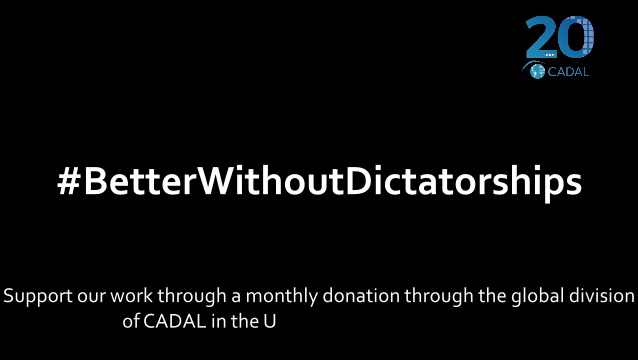 20
CADAL
#BetterWithoutDictatorships
Support our work through a monthly donation through the global division
of CADAL in the U